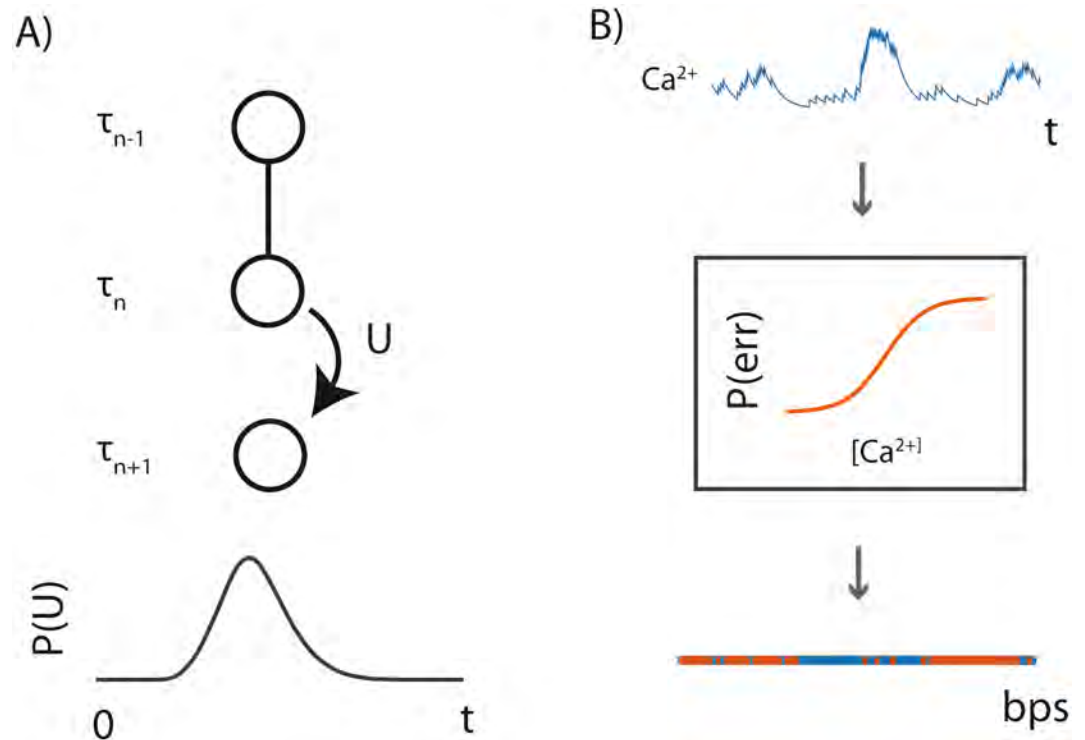 A)
τn-1
τn
U
τn+1
P(U)
0
t
B)
Ca2+
t
P(err)
[Ca2+]
bps